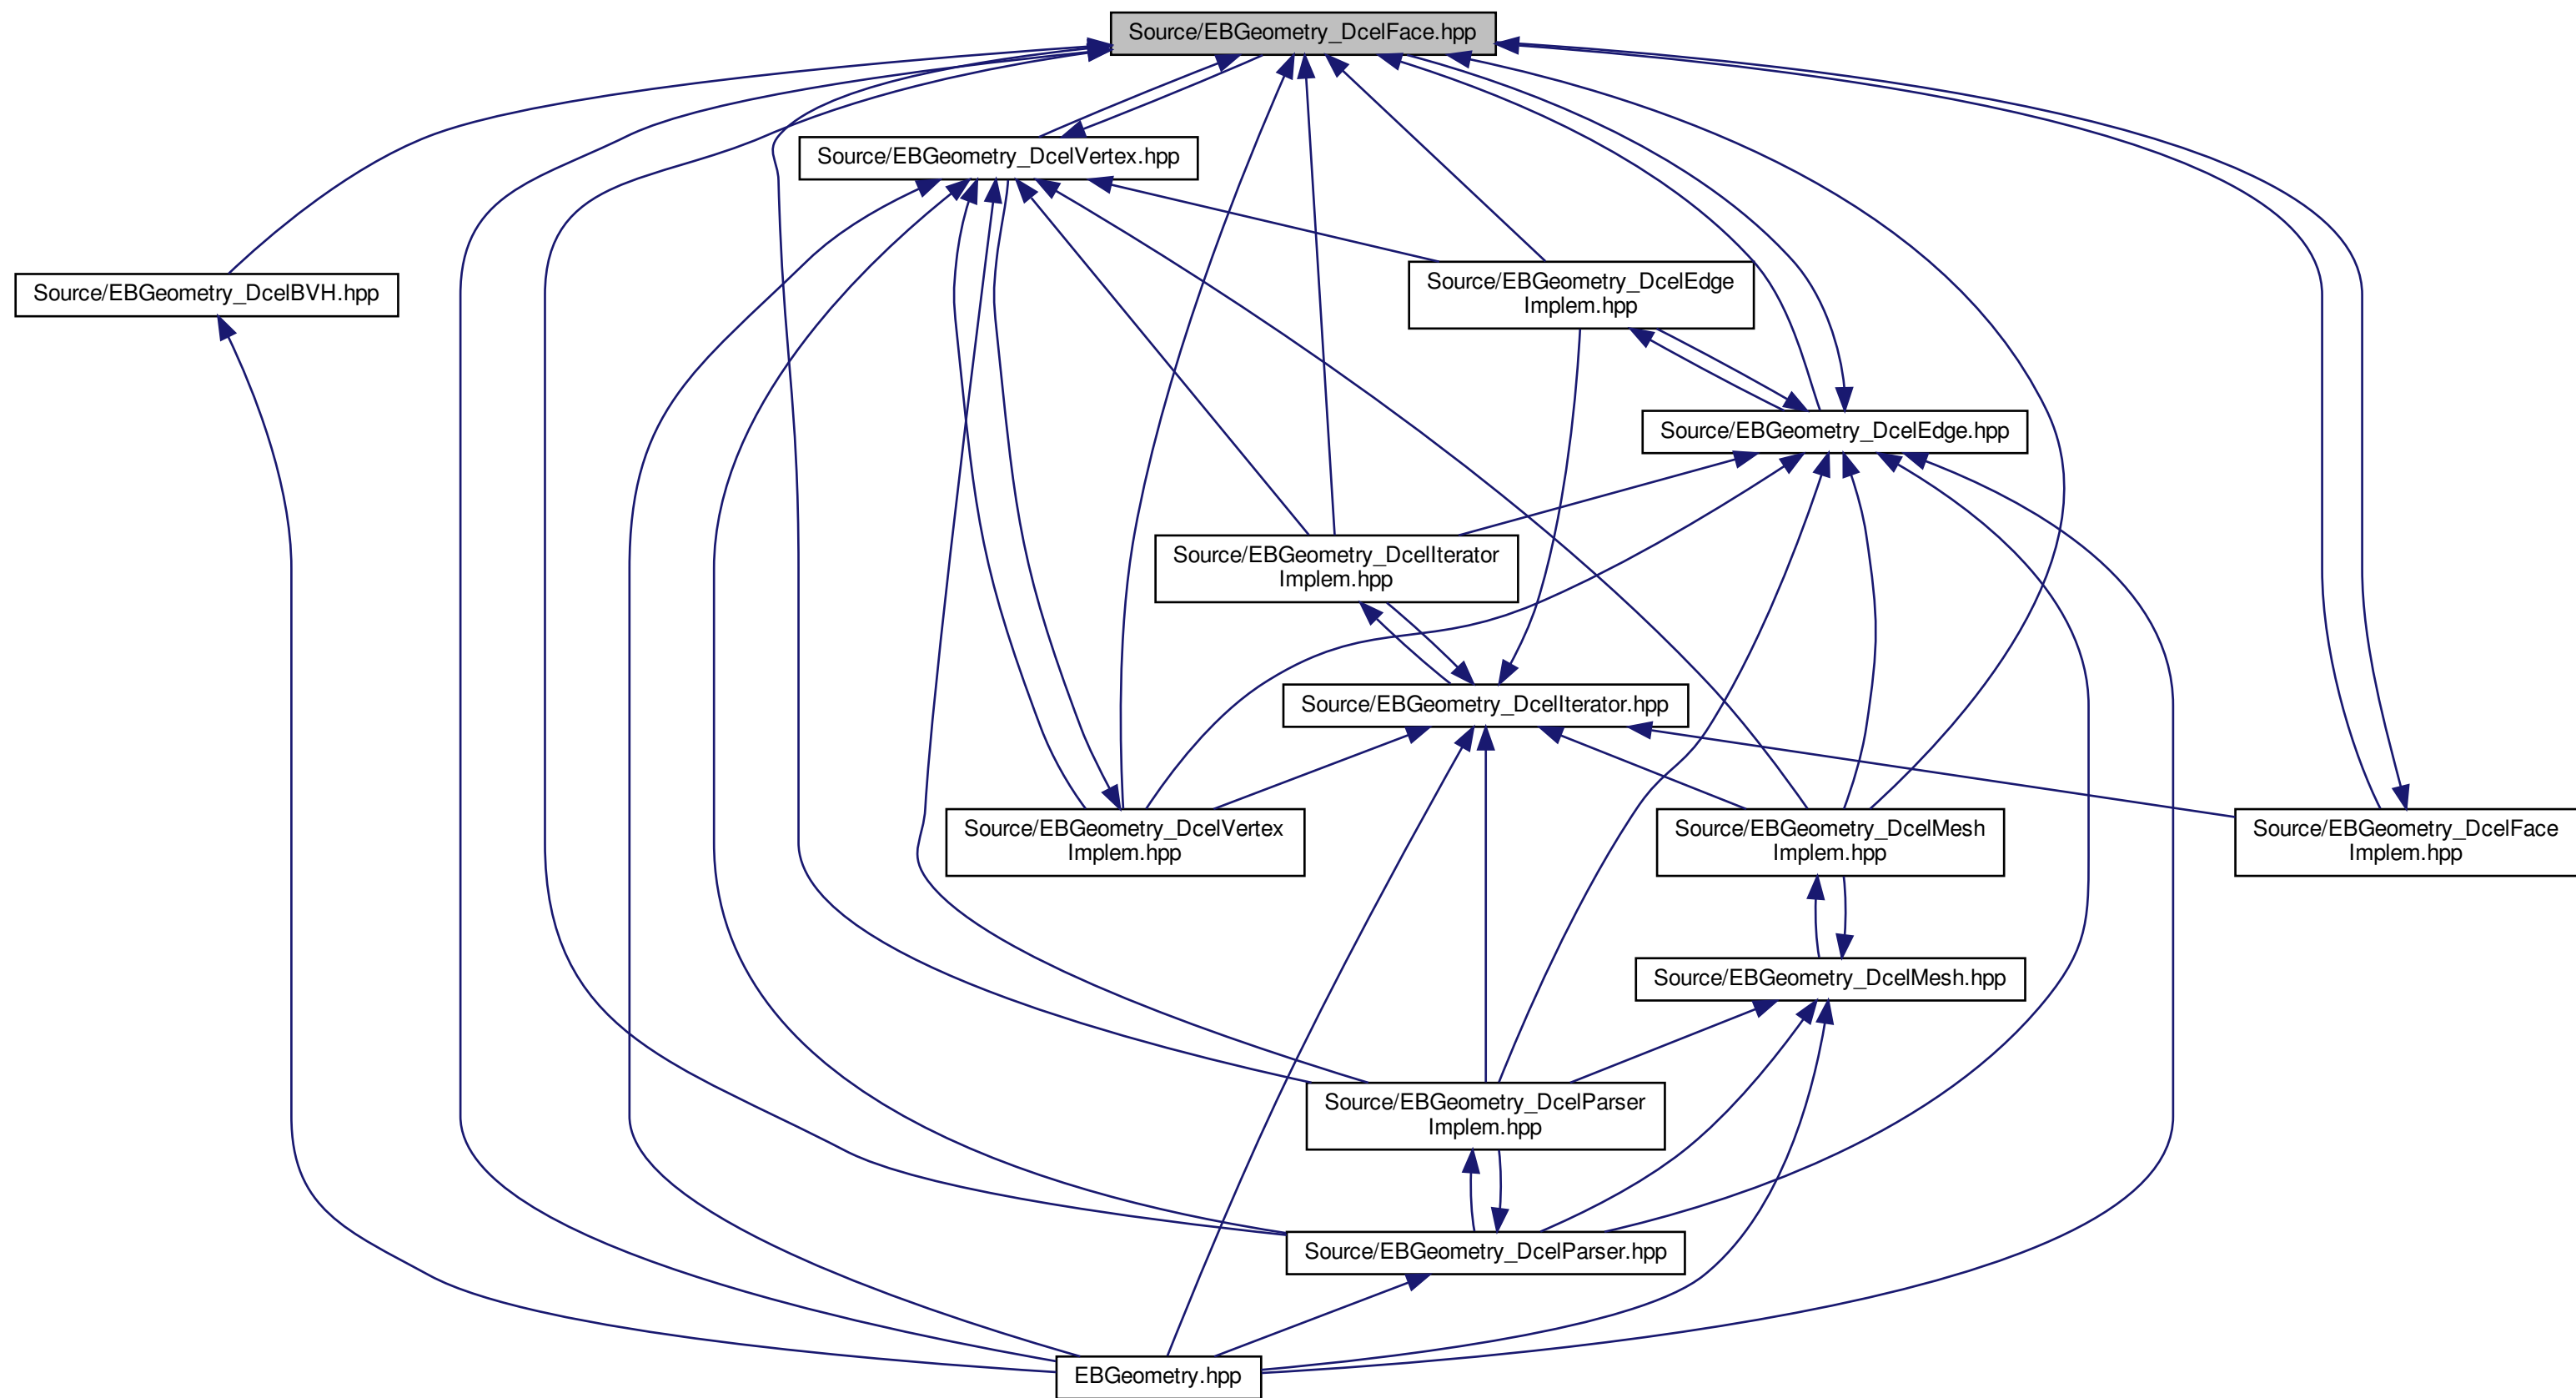 Source/EBGeometry_DcelFace.hpp
Source/EBGeometry_DcelVertex.hpp
Source/EBGeometry_DcelBVH.hpp
Source/EBGeometry_DcelEdge
Implem.hpp
Source/EBGeometry_DcelEdge.hpp
Source/EBGeometry_DcelIterator
Implem.hpp
Source/EBGeometry_DcelIterator.hpp
Source/EBGeometry_DcelVertex
Implem.hpp
Source/EBGeometry_DcelMesh
Implem.hpp
Source/EBGeometry_DcelFace
Implem.hpp
Source/EBGeometry_DcelMesh.hpp
Source/EBGeometry_DcelParser
Implem.hpp
Source/EBGeometry_DcelParser.hpp
EBGeometry.hpp